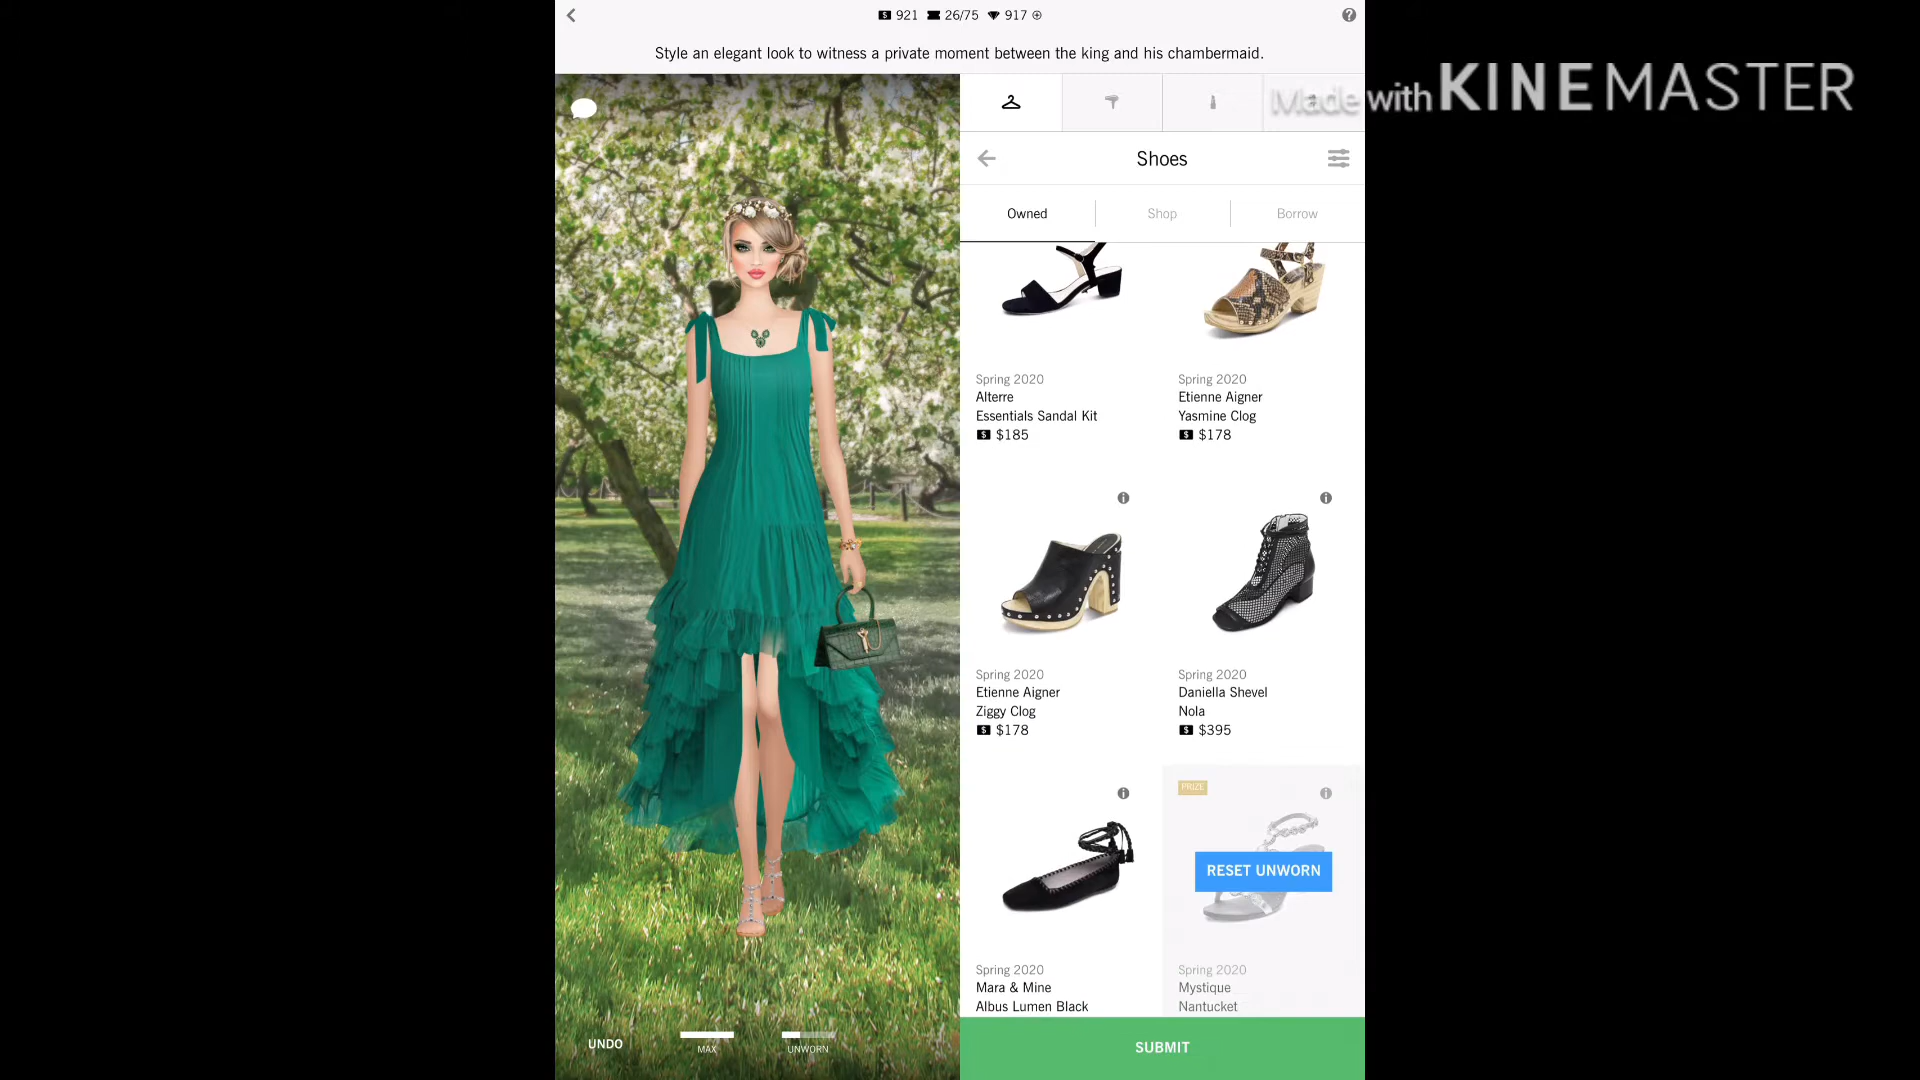 921 26/75 917
Style an elegant look to witness a private moment between the king and his chambermaid.
Made with KINEMASTER
Shoes
Owned Shop Borrow
Spring 2020
Alterre
Essentials Sandal Kit
$ $185
Spring 2020
Etienne Aigner
Yasmine Clog
$ $178
Spring 2020
Etienne Aigner
Ziggy Clog
$ $178
Spring 2020
Daniella Shevel
Nola
$ $395
Spring 2020
Mara & Mine
Albus Lumen Black
PRIZE
RESET UNWORN
Spring 2020
Mystique
Nantucket
UNDO
MAX
UNWORN
SUBMIT